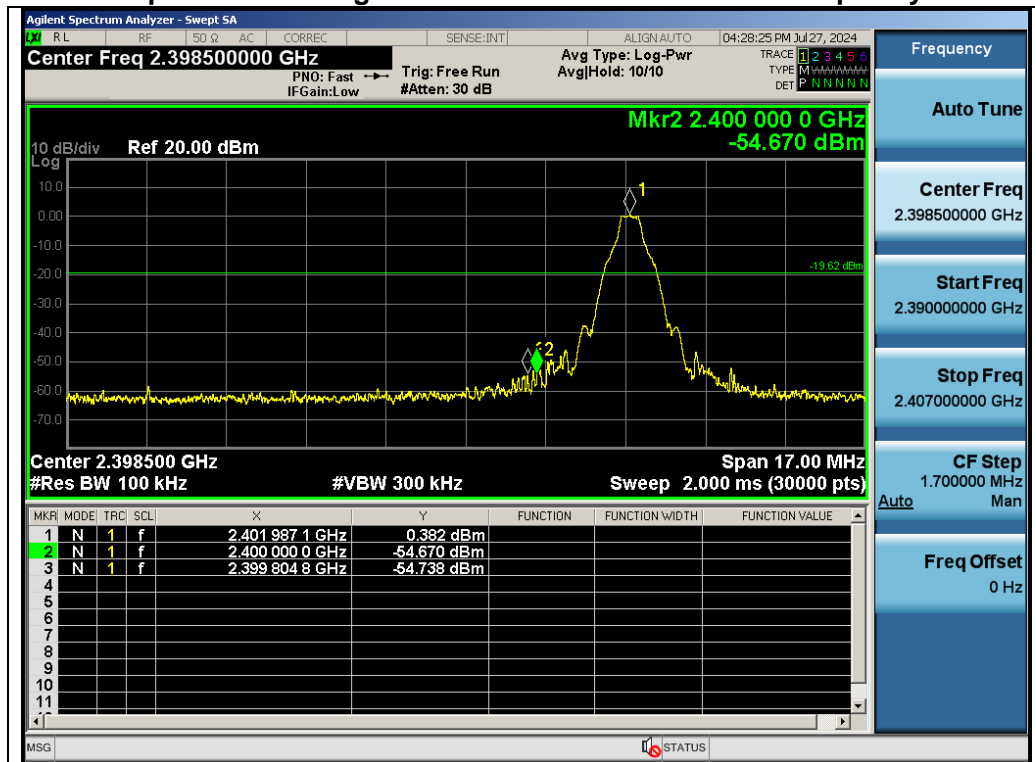 Agilent Spectrum Analyzer - Swept SA
LXI RL RF 50 Ω AC CORREC SENSE:INT ALIGN AUTO 04:28:25 PM Jul 27, 2024
Center Freq 2.398500000 GHz
PNO: Fast
IFGain:Low
Trig: Free Run
#Atten: 30 dB
Avg Type: Log-Pwr
Avg|Hold: 10/10
TRACE 1 2 3 4 5 6
TYPE M W W W W W
DET P N N N N N
Mkr2 2.400 000 0 GHz
-54.670 dBm
10 dB/div Ref 20.00 dBm
Log
10.0
0.00
-10.0
-20.0
-30.0
-40.0
-50.0
-60.0
-70.0
1
-19.62 dBm
2
Center 2.398500 GHz Span 17.00 MHz
#Res BW 100 kHz #VBW 300 kHz Sweep 2.000 ms (30000 pts)
MKR MODE TRC SCL X Y FUNCTION FUNCTION WIDTH FUNCTION VALUE
1 N 1 f 2.401 987 1 GHz 0.382 dBm
2 N 1 f 2.400 000 0 GHz -54.670 dBm
3 N 1 f 2.399 804 8 GHz -54.738 dBm
4
5
6
7
8
9
10
11
MSG STATUS
Frequency
Auto Tune
Center Freq
2.398500000 GHz
Start Freq
2.390000000 GHz
Stop Freq
2.407000000 GHz
CF Step
1.700000 MHz
Auto Man
Freq Offset
0 Hz